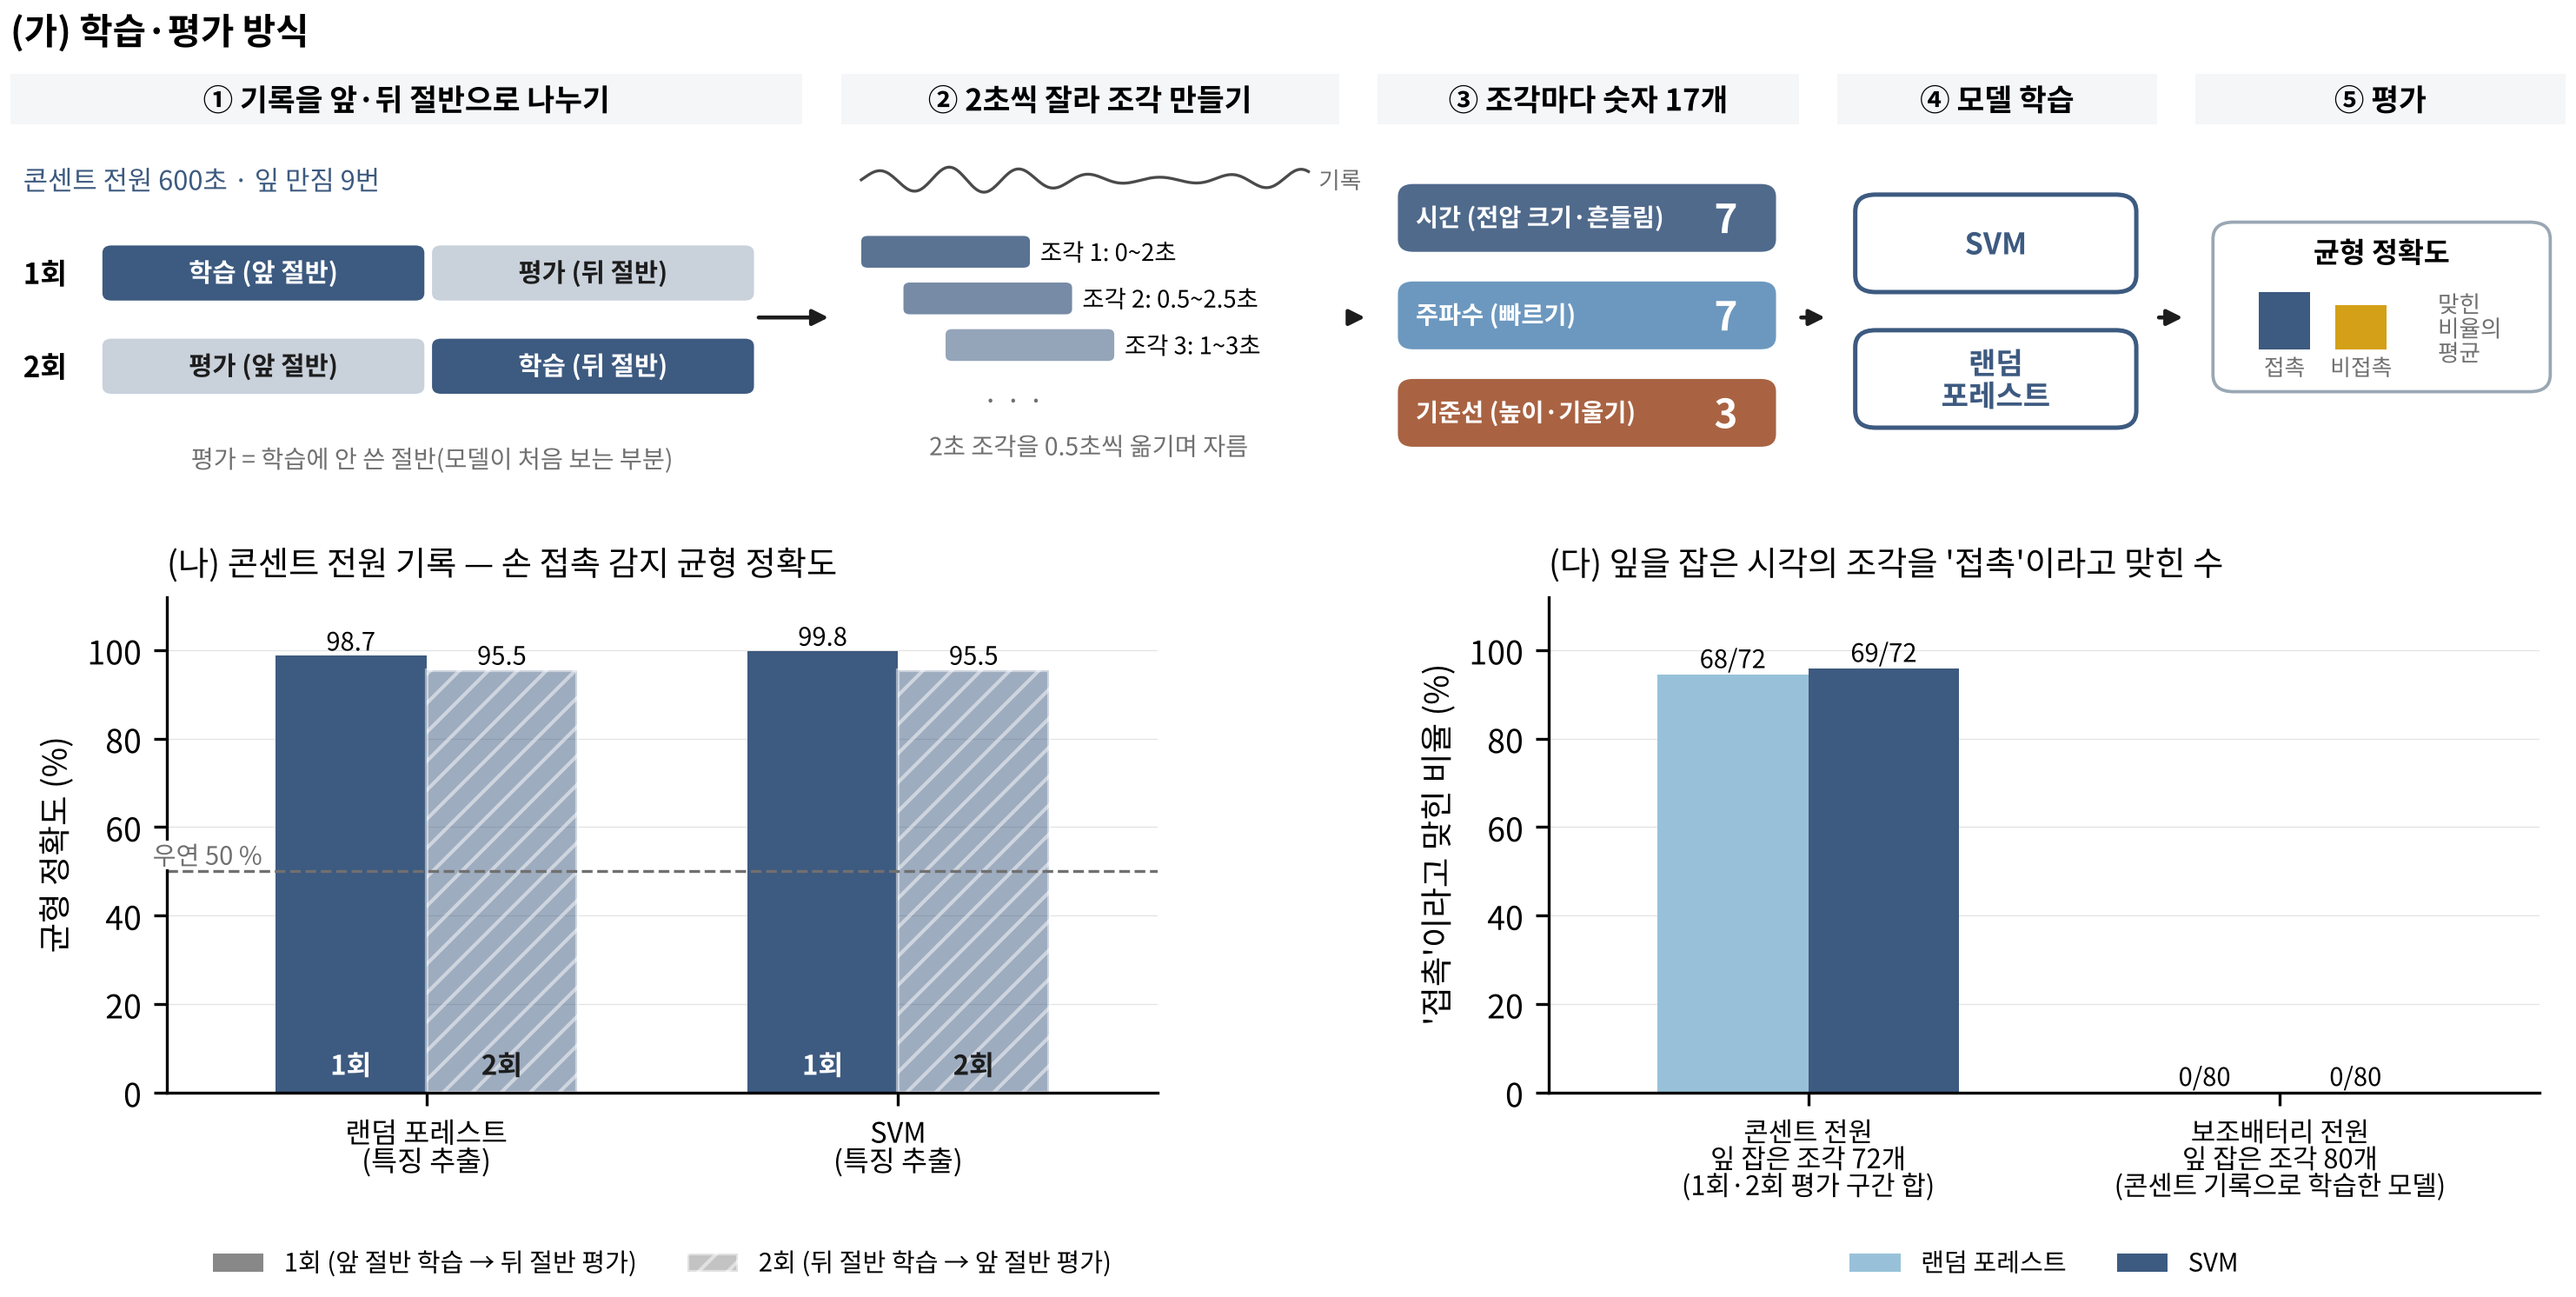 (가) 학습·평가 방식
① 기록을 앞·뒤 절반으로 나누기
콘센트 전원 600초 · 잎 만짐 9번
1회
학습 (앞 절반)
평가 (뒤 절반)
2회
평가 (앞 절반)
학습 (뒤 절반)
평가 = 학습에 안 쓴 절반(모델이 처음 보는 부분)
② 2초씩 잘라 조각 만들기
기록
조각 1: 0~2초
조각 2: 0.5~2.5초
조각 3: 1~3초
. . .
2초 조각을 0.5초씩 옮기며 자름
③ 조각마다 숫자 17개
시간 (전압 크기·흔들림) 7
주파수 (빠르기) 7
기준선 (높이·기울기) 3
④ 모델 학습
SVM
랜덤
포레스트
⑤ 평가
균형 정확도
접촉
비접촉
맞힌
비율의
평균
(나) 콘센트 전원 기록 — 손 접촉 감지 균형 정확도
균형 정확도 (%)
100
80
60
40
20
0
우연 50 %
98.7
95.5
99.8
95.5
1회
2회
1회
2회
랜덤 포레스트
(특징 추출)
SVM
(특징 추출)
1회 (앞 절반 학습 → 뒤 절반 평가)
2회 (뒤 절반 학습 → 앞 절반 평가)
(다) 잎을 잡은 시각의 조각을 '접촉'이라고 맞힌 수
'접촉'이라고 맞힌 비율 (%)
100
80
60
40
20
0
68/72
69/72
0/80
0/80
콘센트 전원
잎 잡은 조각 72개
(1회·2회 평가 구간 합)
보조배터리 전원
잎 잡은 조각 80개
(콘센트 기록으로 학습한 모델)
랜덤 포레스트
SVM